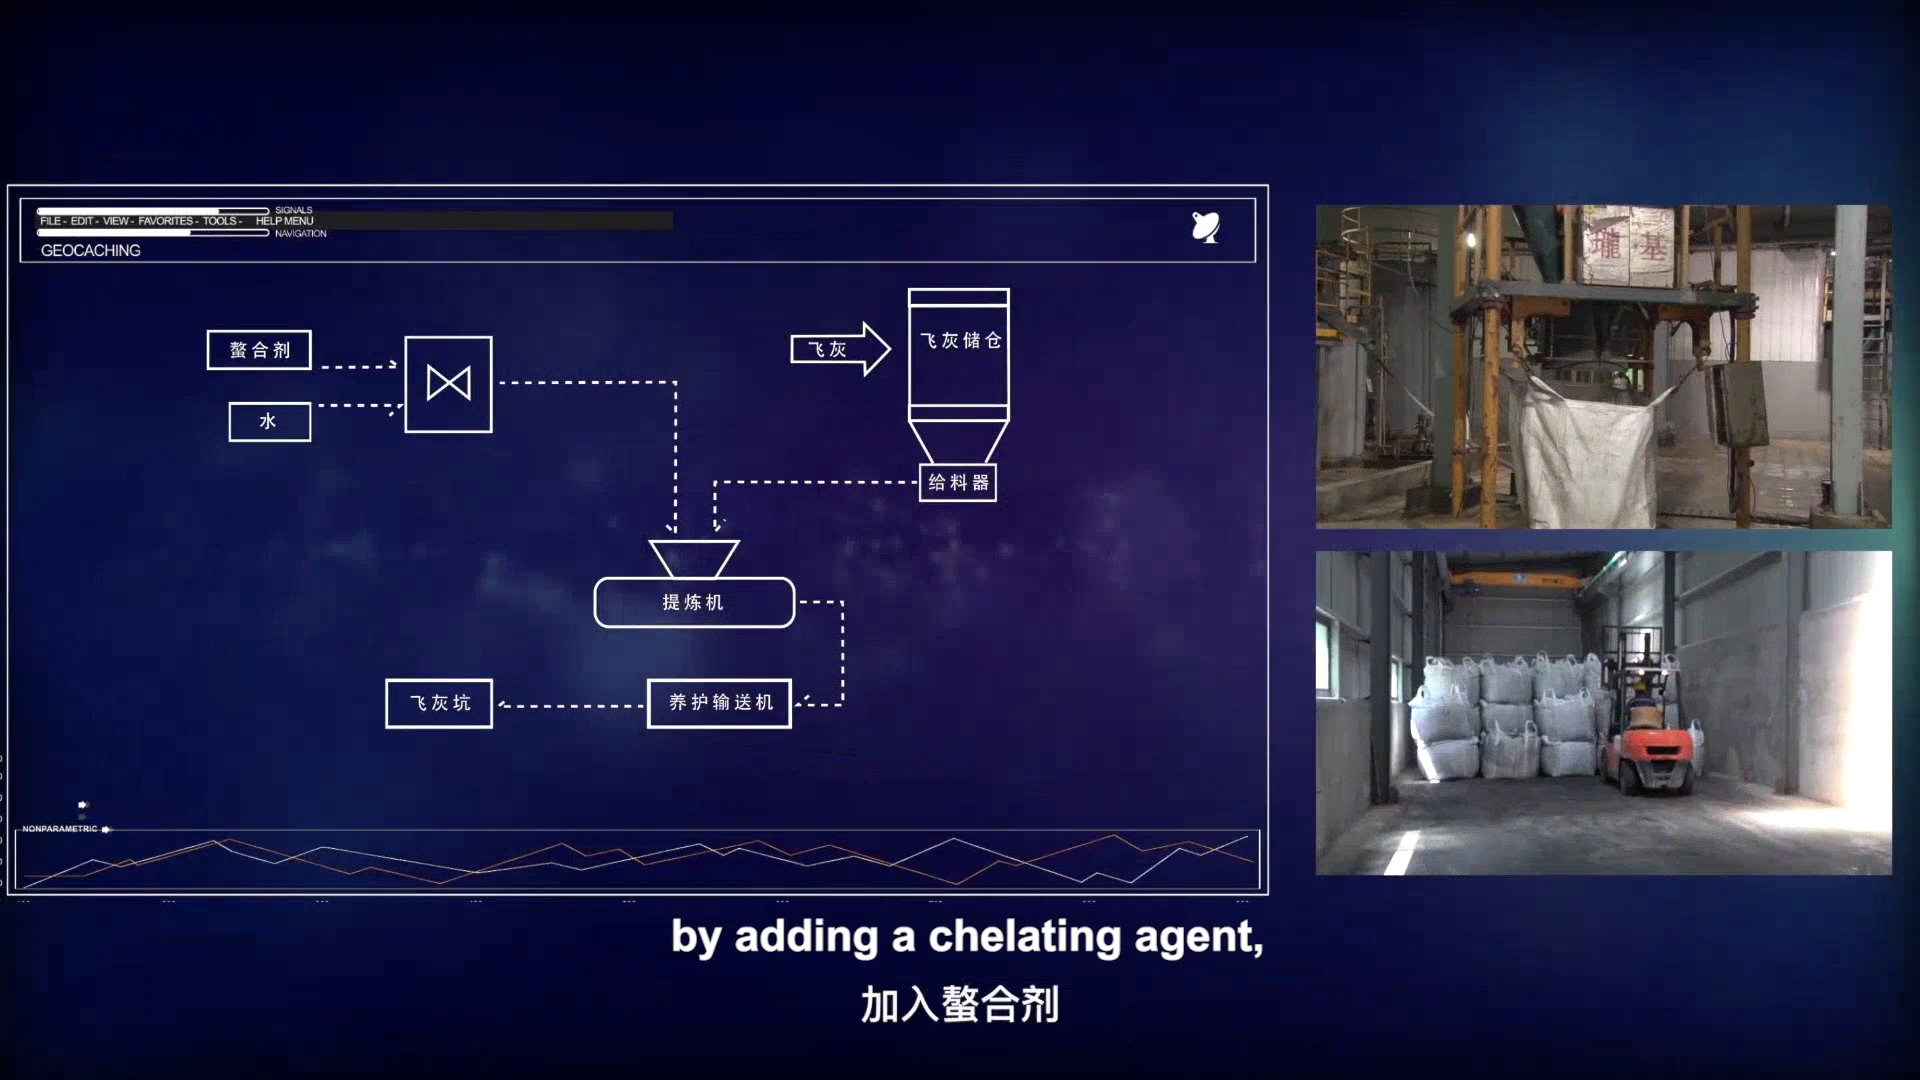 SIGNALS
FILE - EDIT - VIEW - FAVORITES - TOOLS - HELP MENU
NAVIGATION
GEOCACHING
螯合剂
水
飞灰
飞灰储仓
给料器
提炼机
飞灰坑
养护输送机
NONPARAMETRIC
基
by adding a chelating agent,
加入螯合剂